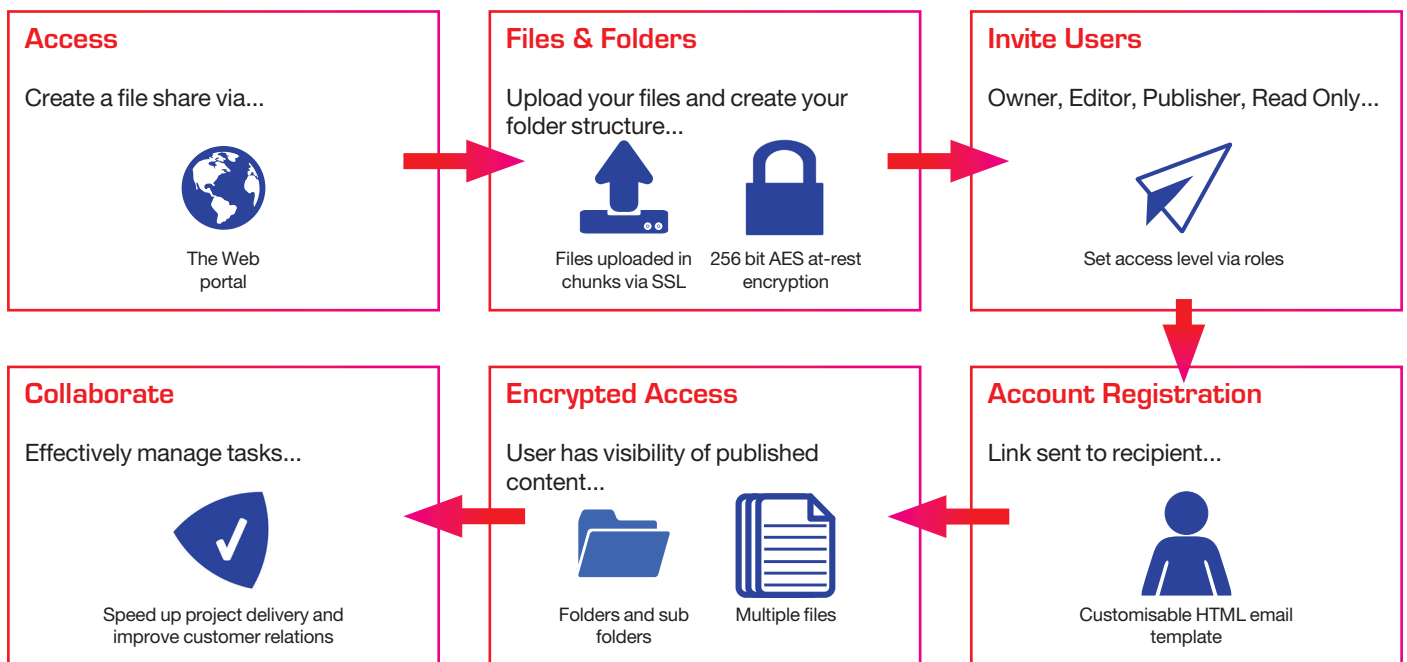 Access
Create a file share via...
The Web
portal
Files & Folders
Upload your files and create your
folder structure...
Files uploaded in
chunks via SSL
256 bit AES at-rest
encryption
Invite Users
Owner, Editor, Publisher, Read Only...
Set access level via roles
Account Registration
Link sent to recipient...
Customisable HTML email
template
Encrypted Access
User has visibility of published
content...
Folders and sub
folders
Multiple files
Collaborate
Effectively manage tasks...
Speed up project delivery and
improve customer relations